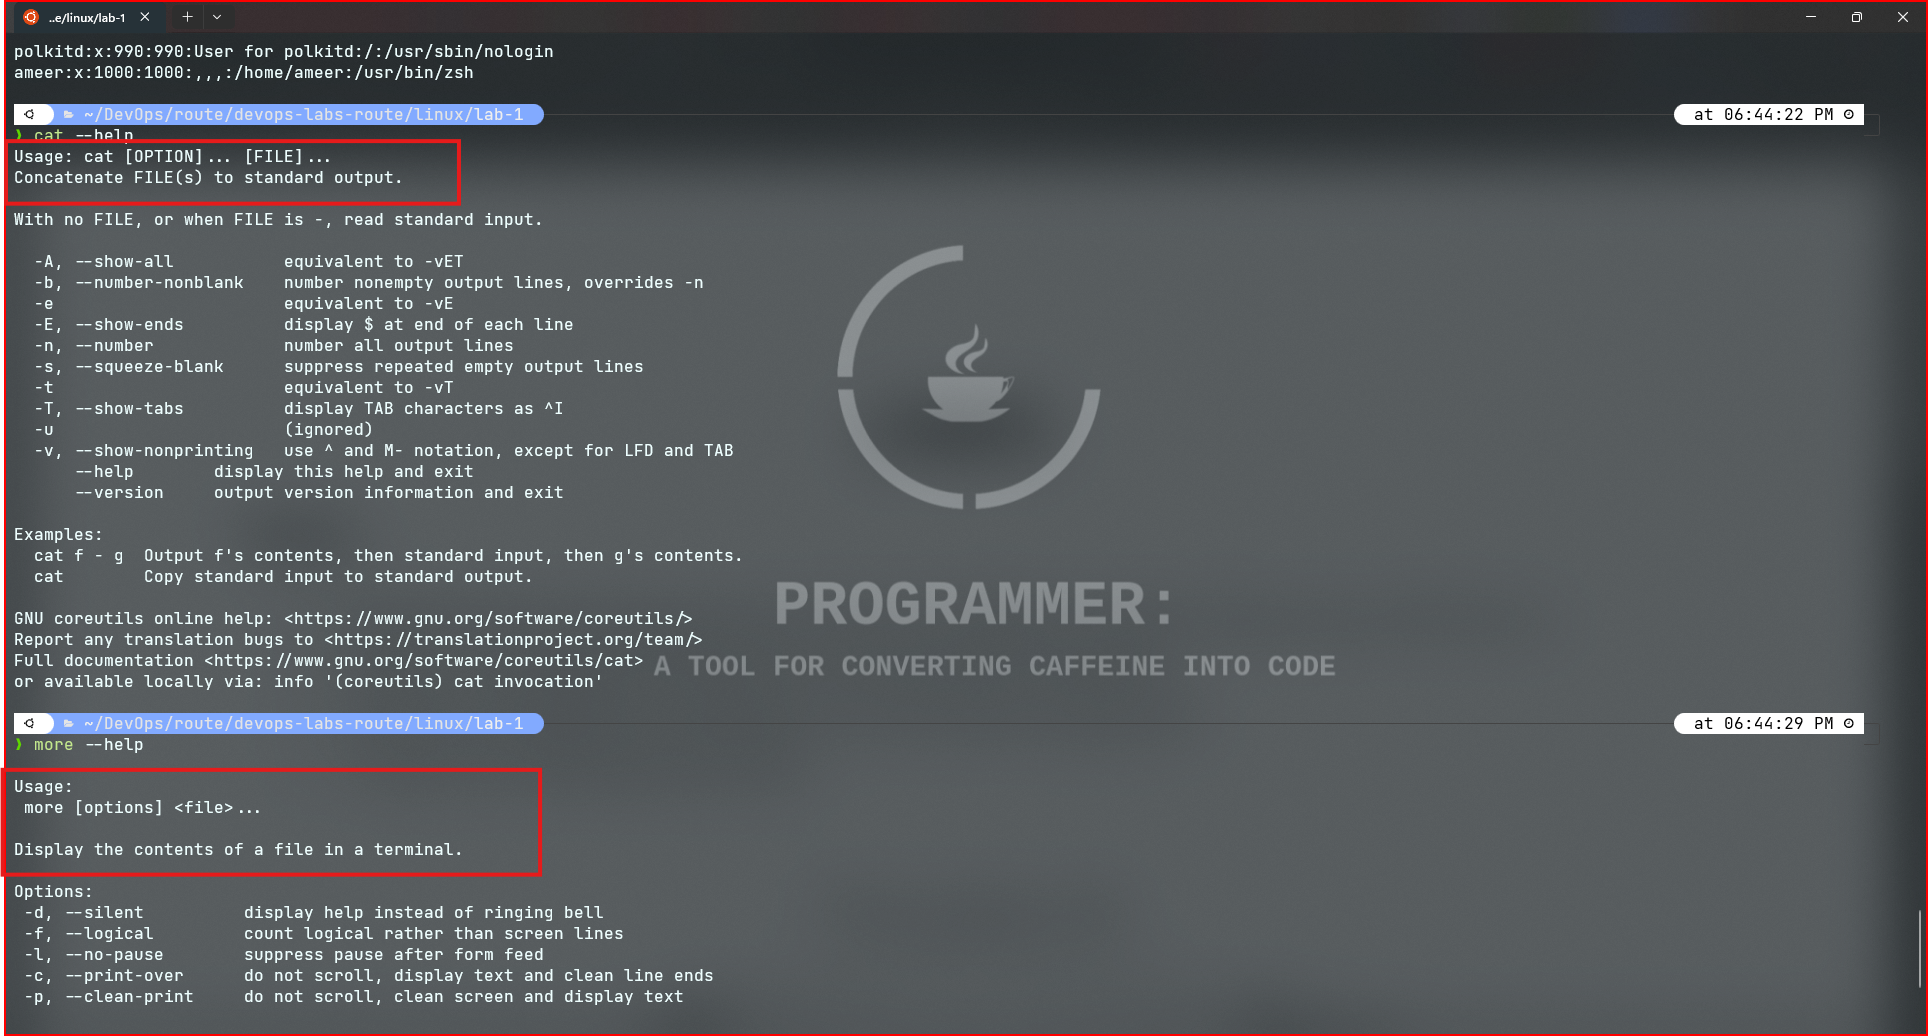 ..e/linux/lab-1
polkitd:x:990:990:User for polkitd:/:/usr/sbin/nologin
ameer:x:1000:1000:,,,:/home/ameer:/usr/bin/zsh
~/DevOps/route/devops-labs-route/linux/lab-1 at 06:44:22 PM
❯ cat --help
Usage: cat [OPTION]... [FILE]...
Concatenate FILE(s) to standard output.
With no FILE, or when FILE is -, read standard input.
-A, --show-all equivalent to -vET
-b, --number-nonblank number nonempty output lines, overrides -n
-e equivalent to -vE
-E, --show-ends display $ at end of each line
-n, --number number all output lines
-s, --squeeze-blank suppress repeated empty output lines
-t equivalent to -vT
-T, --show-tabs display TAB characters as ^I
-u (ignored)
-v, --show-nonprinting use ^ and M- notation, except for LFD and TAB
--help display this help and exit
--version output version information and exit
Examples:
cat f - g Output f's contents, then standard input, then g's contents.
cat Copy standard input to standard output.
GNU coreutils online help: <https://www.gnu.org/software/coreutils/>
Report any translation bugs to <https://translationproject.org/team/>
Full documentation <https://www.gnu.org/software/coreutils/cat>
or available locally via: info '(coreutils) cat invocation'
PROGRAMMER:
A TOOL FOR CONVERTING CAFFEINE INTO CODE
~/DevOps/route/devops-labs-route/linux/lab-1 at 06:44:29 PM
❯ more --help
Usage:
more [options] <file>...
Display the contents of a file in a terminal.
Options:
-d, --silent display help instead of ringing bell
-f, --logical count logical rather than screen lines
-l, --no-pause suppress pause after form feed
-c, --print-over do not scroll, display text and clean line ends
-p, --clean-print do not scroll, clean screen and display text